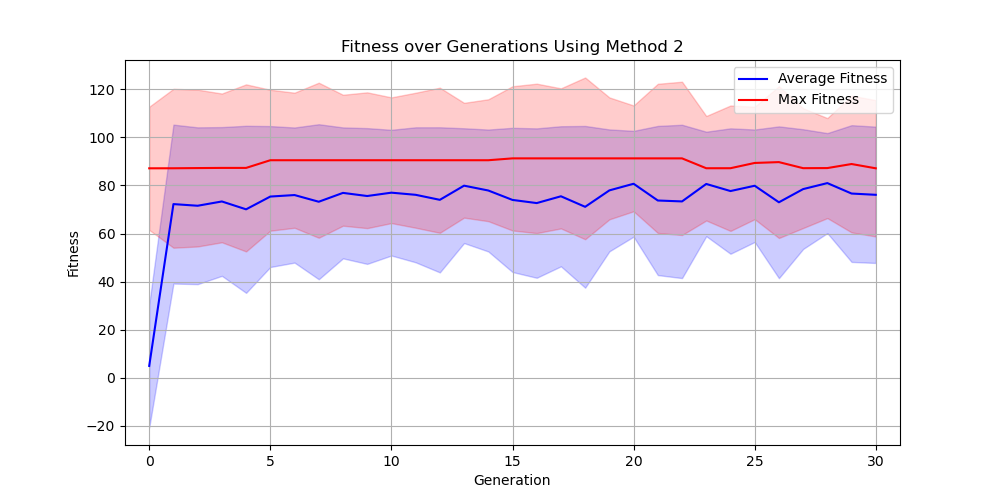 Fitness over Generations Using Method 2
Average Fitness
Max Fitness
120
100
80
60
40
20
0
−20
Fitness
0 5 10 15 20 25 30
Generation